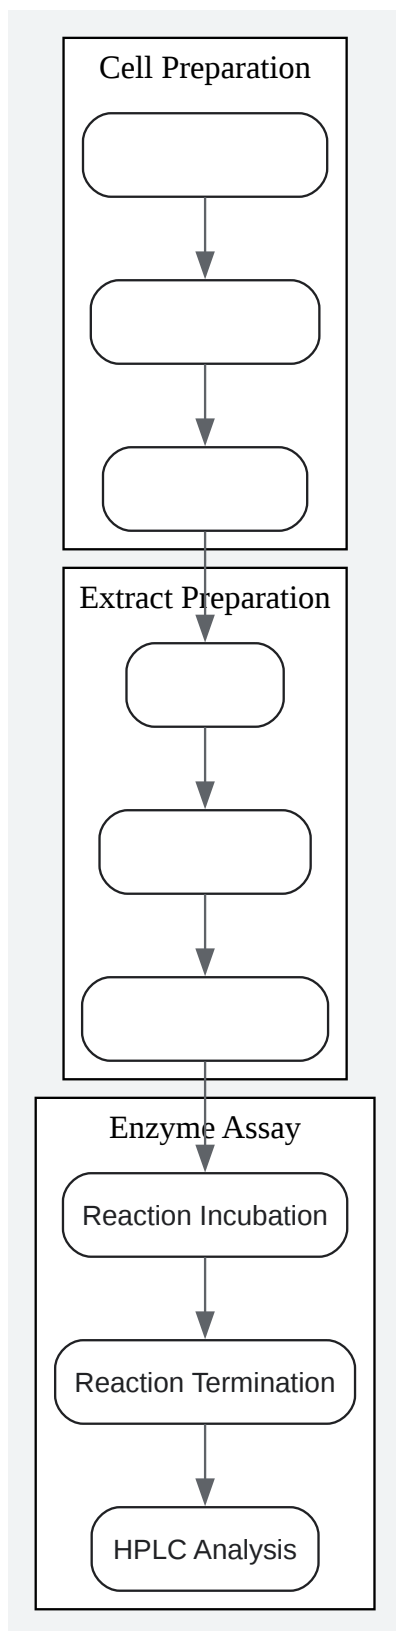 Cell Preparation
Extract Preparation
Enzyme Assay
Reaction Incubation
Reaction Termination
HPLC Analysis